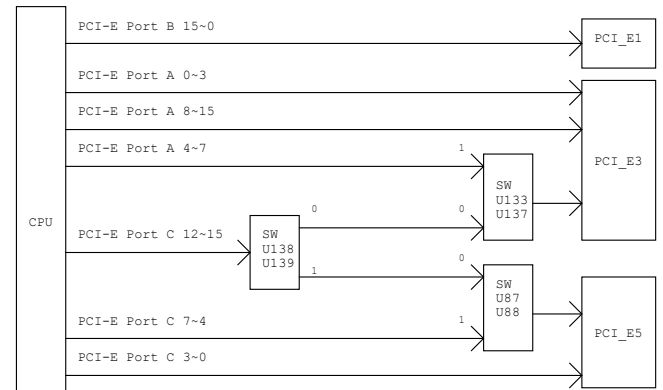 PCI-E Port B 15~0
PCI_E1
PCI-E Port A 0~3
PCI-E Port A 8~15
PCI-E Port A 4~7
1
PCI_E3
SW
U133
U137
0
0
CPU
PCI-E Port C 12~15
SW
U138
U139
1
0
SW
U87
U88
PCI-E Port C 7~4
1
PCI_E5
PCI-E Port C 3~0